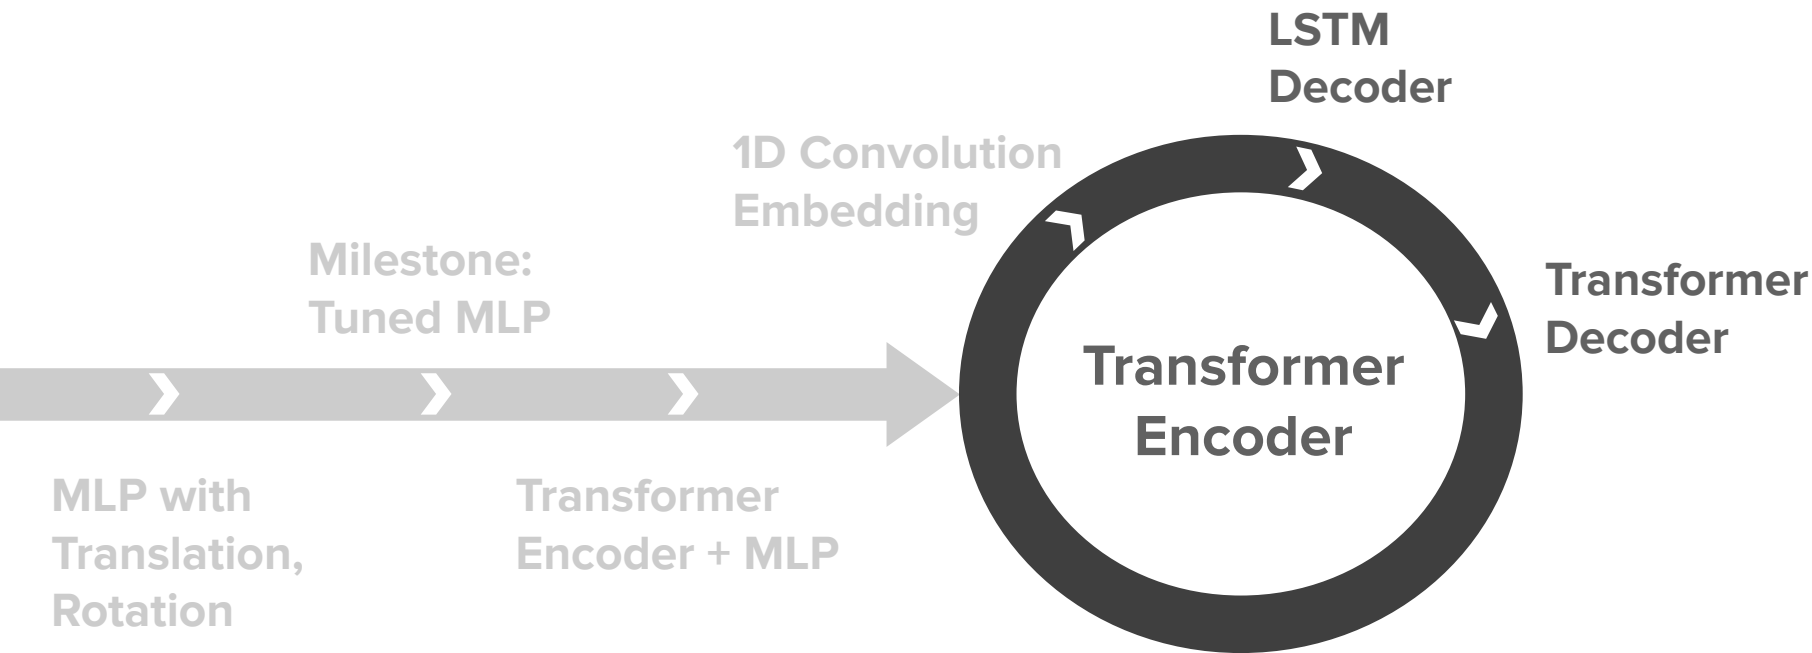 MLP with
Translation,
Rotation
Milestone:
Tuned MLP
Transformer
Encoder + MLP
1D Convolution
Embedding
LSTM
Decoder
Transformer
Decoder
Transformer
Encoder